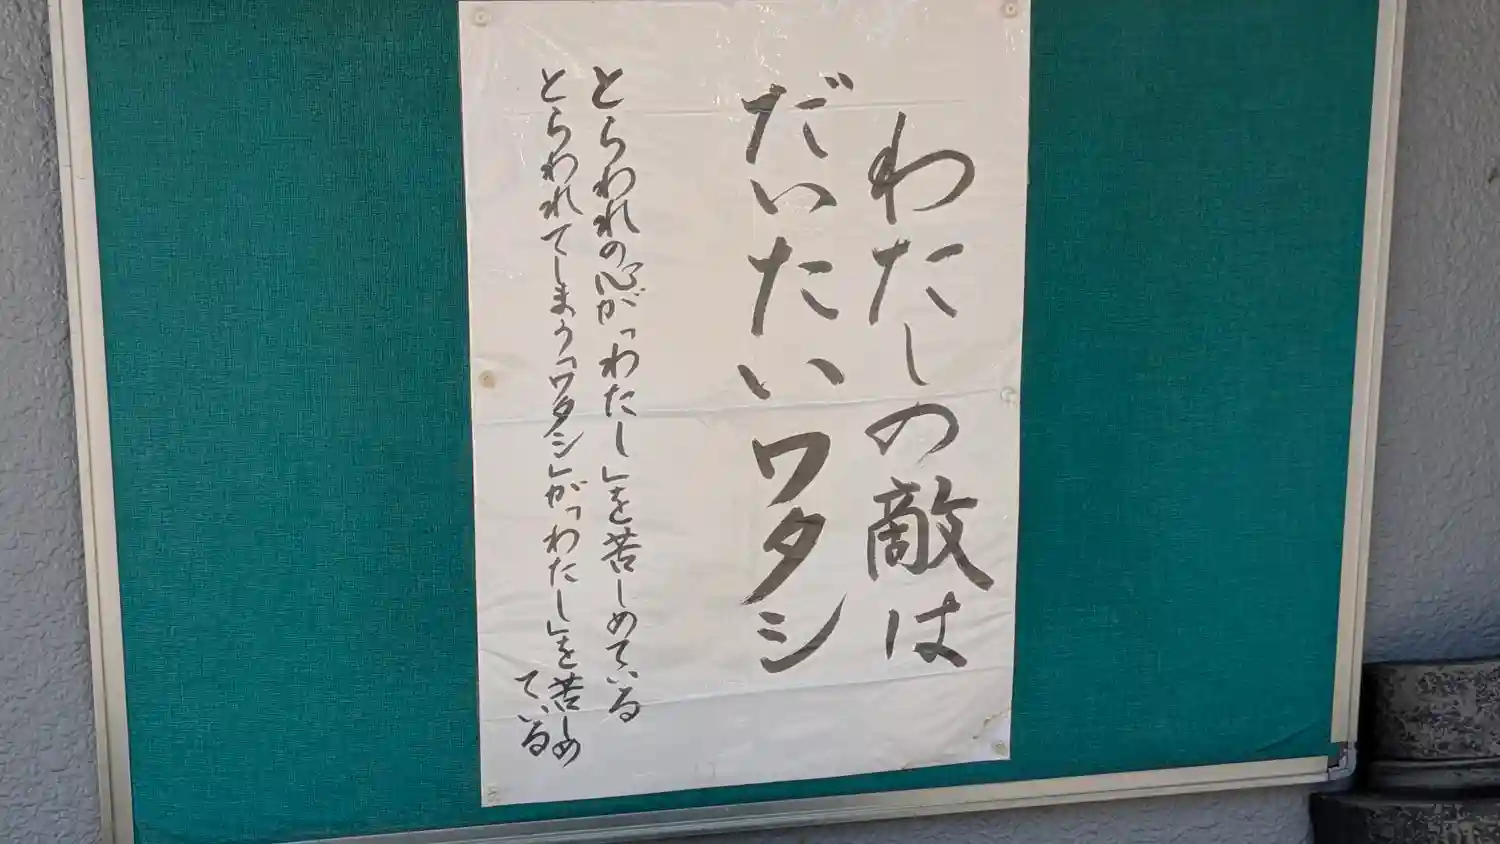 わたしの敵は
だいたいワタシ
とらわれの心が「わたし」を苦しめている
とらわれてしまう「ワタシ」が「わたし」を苦しめ
ている